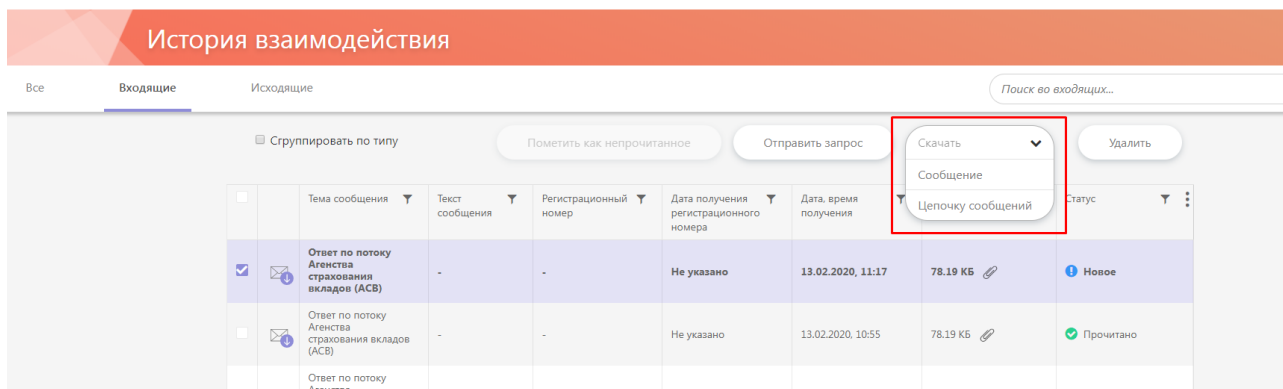 История взаимодействия
Все
Входящие
Исходящие
Поиск во входящих...
Сгруппировать по типу
Пометить как непрочитанное
Отправить запрос
Скачать
Удалить
Сообщение
Цепочку сообщений
Тема сообщения
Текст
сообщения
Регистрационный
номер
Дата получения
регистрационного
номера
Дата, время
получения
Статус
Ответ по потоку
Агенства
страхования
вкладов (АСВ)
-
-
Не указано
13.02.2020, 11:17
78.19 КБ
Новое
Ответ по потоку
Агенства
страхования вкладов
(АСВ)
-
-
Не указано
13.02.2020, 10:55
78.19 КБ
Прочитано
Ответ по потоку